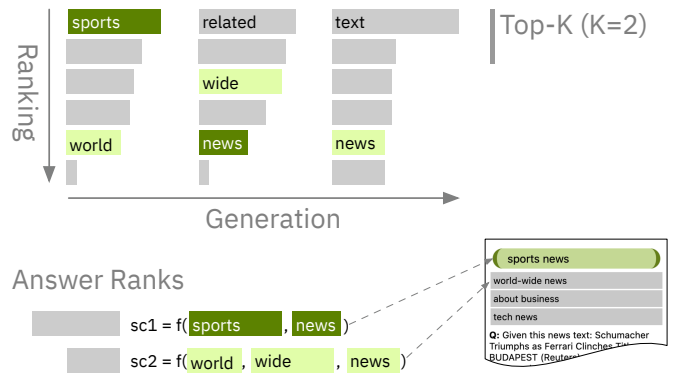 sports related text Top-K (K=2)
Ranking
wide
world news news
Generation
Answer Ranks
sc1 = f( sports , news )
sc2 = f( world , wide , news )
sports news
world-wide news
about business
tech news
Q: Given this news text: Schumacher
Triumphs as Ferrari Clinches
BUDAPEST (Reuters)